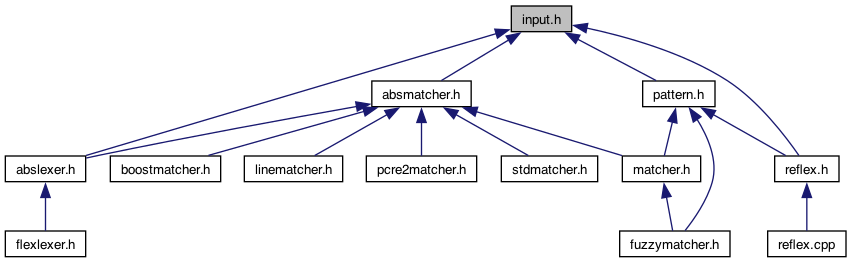 input.h
absmatcher.h
pattern.h
abslexer.h
boostmatcher.h
linematcher.h
pcre2matcher.h
stdmatcher.h
matcher.h
reflex.h
flexlexer.h
fuzzymatcher.h
reflex.cpp